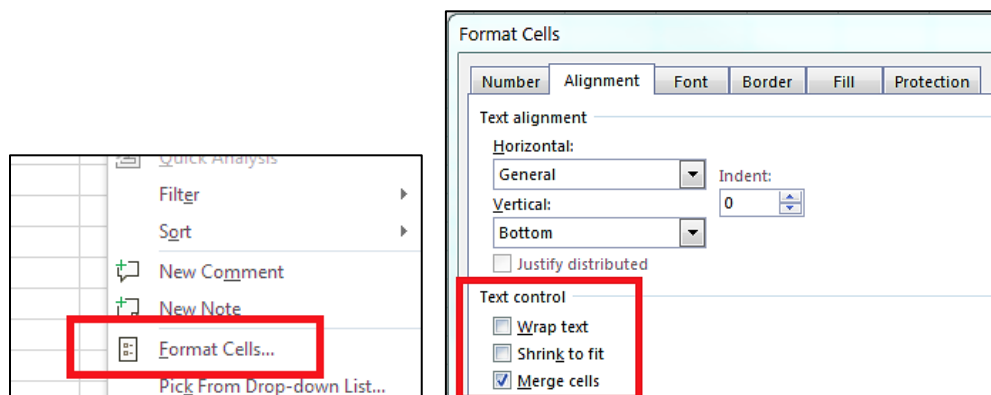 Quick Analysis
Filter
Sort
New Comment
New Note
Format Cells...
Pick From Drop-down List...
Format Cells
Number Alignment Font Border Fill Protection
Text alignment
Horizontal:
General
Indent:
0
Vertical:
Bottom
Justify distributed
Text control
Wrap text
Shrink to fit
Merge cells